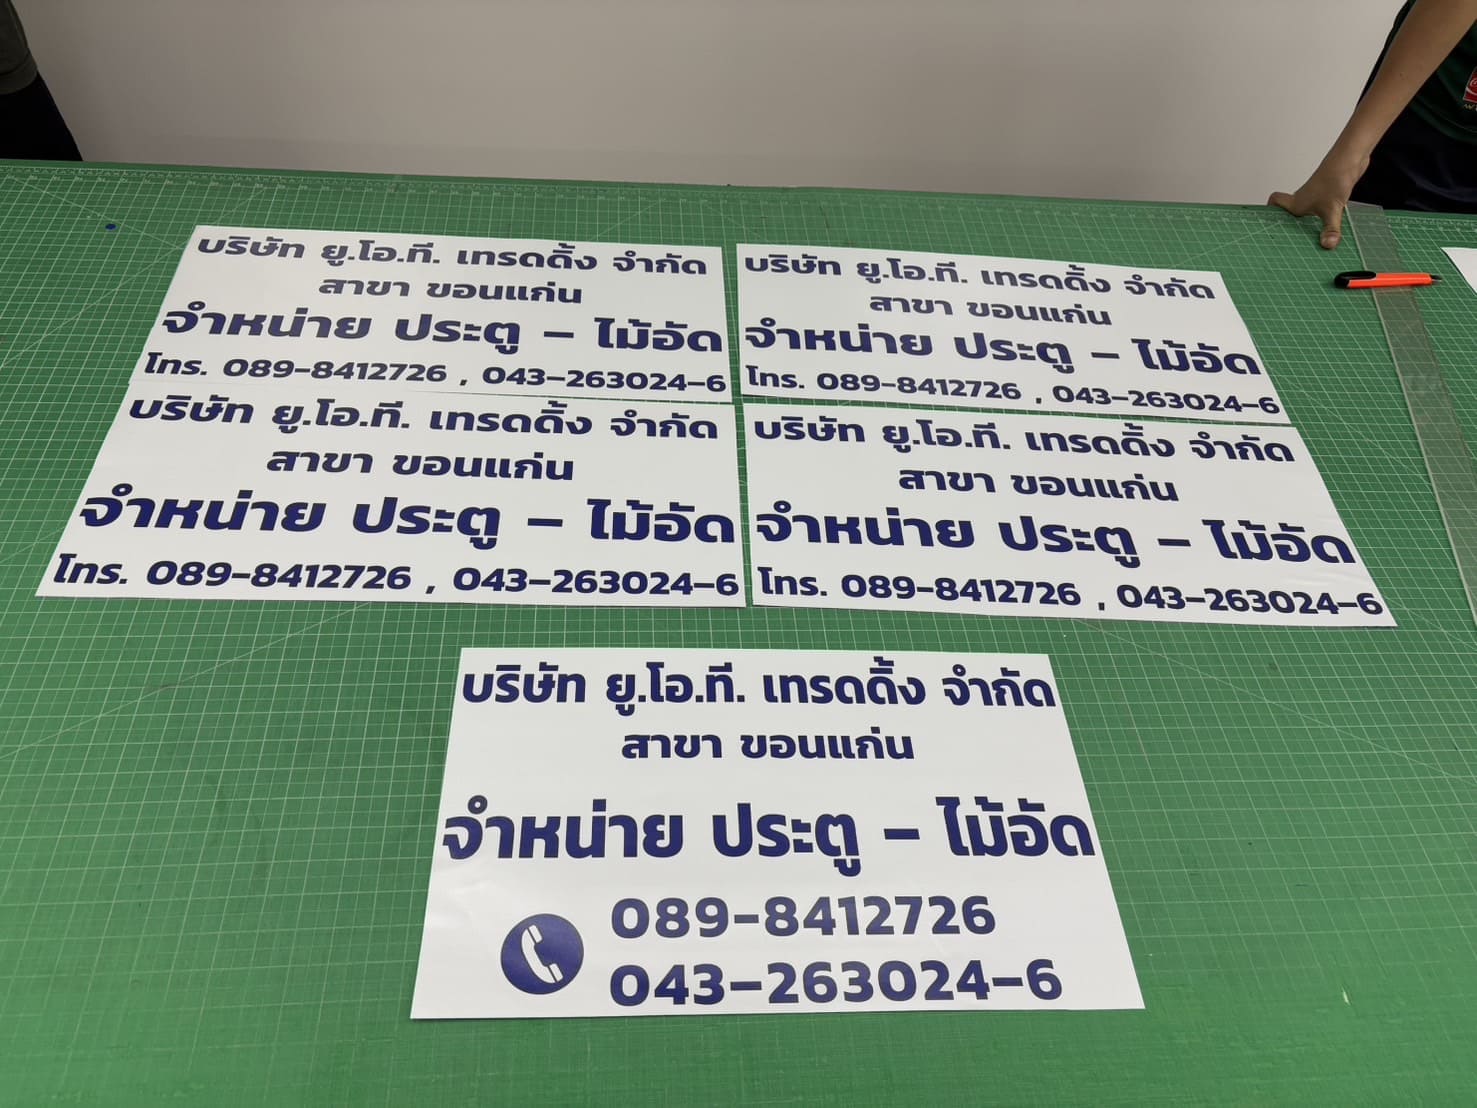 บริษัท ยู.โอ.ที. เทรดดิ้ง จำกัด
สาขา ขอนแก่น
จำหน่าย ประตู – ไม้อัด
โทร. 089-8412726 , 043-263024-6
บริษัท ยู.โอ.ที. เทรดดิ้ง จำกัด
สาขา ขอนแก่น
จำหน่าย ประตู – ไม้อัด
โทร. 089-8412726 , 043-263024-6
บริษัท ยู.โอ.ที. เทรดดิ้ง จำกัด
สาขา ขอนแก่น
จำหน่าย ประตู – ไม้อัด
โทร. 089-8412726 , 043-263024-6
บริษัท ยู.โอ.ที. เทรดดิ้ง จำกัด
สาขา ขอนแก่น
จำหน่าย ประตู – ไม้อัด
โทร. 089-8412726 , 043-263024-6
บริษัท ยู.โอ.ที. เทรดดิ้ง จำกัด
สาขา ขอนแก่น
จำหน่าย ประตู – ไม้อัด
089-8412726
043-263024-6